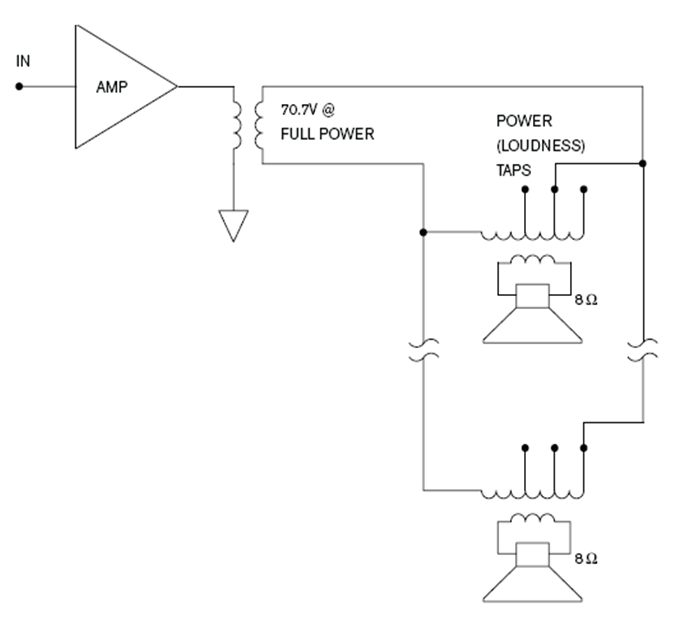 IN
AMP
70.7V @
FULL POWER
POWER
(LOUDNESS)
TAPS
8 Ω
8 Ω